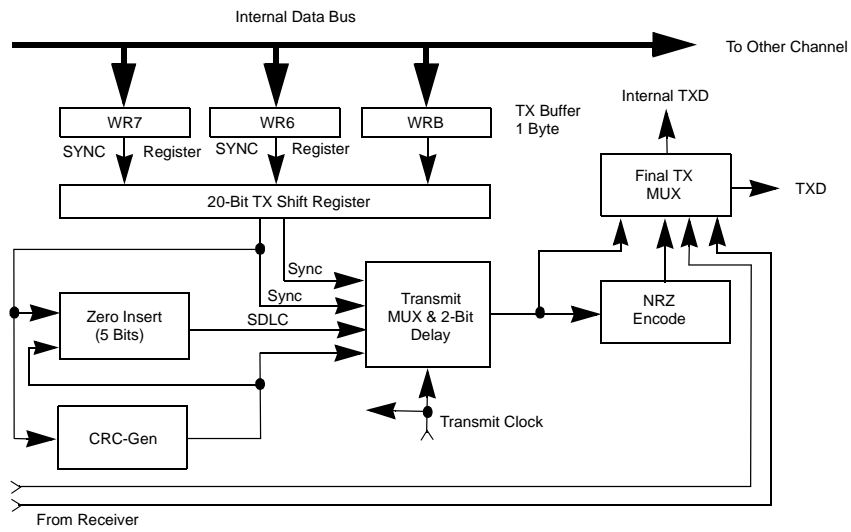 Internal Data Bus
To Other Channel
WR7
WR6
WRB
TX Buffer
1 Byte
Internal TXD
SYNC Register
SYNC Register
Final TX
MUX
TXD
20-Bit TX Shift Register
Sync
Sync
Zero Insert
(5 Bits)
SDLC
Transmit
MUX & 2-Bit
Delay
NRZ
Encode
CRC-Gen
Transmit Clock
From Receiver